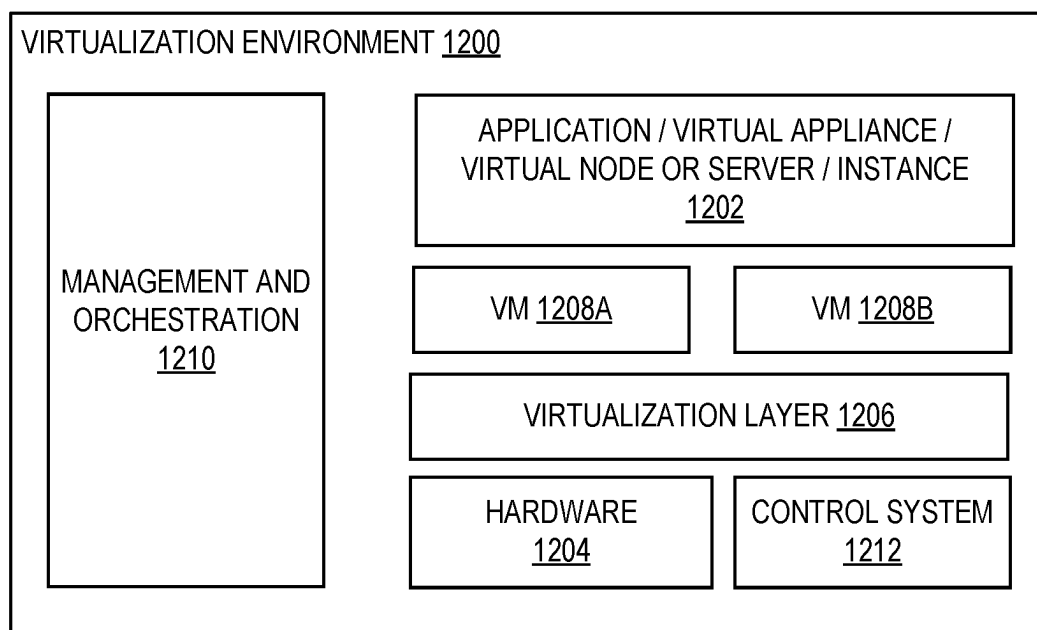 VIRTUALIZATION ENVIRONMENT 1200
MANAGEMENT AND
ORCHESTRATION
1210
APPLICATION / VIRTUAL APPLIANCE /
VIRTUAL NODE OR SERVER / INSTANCE
1202
VM 1208A
VM 1208B
VIRTUALIZATION LAYER 1206
HARDWARE
1204
CONTROL SYSTEM
1212